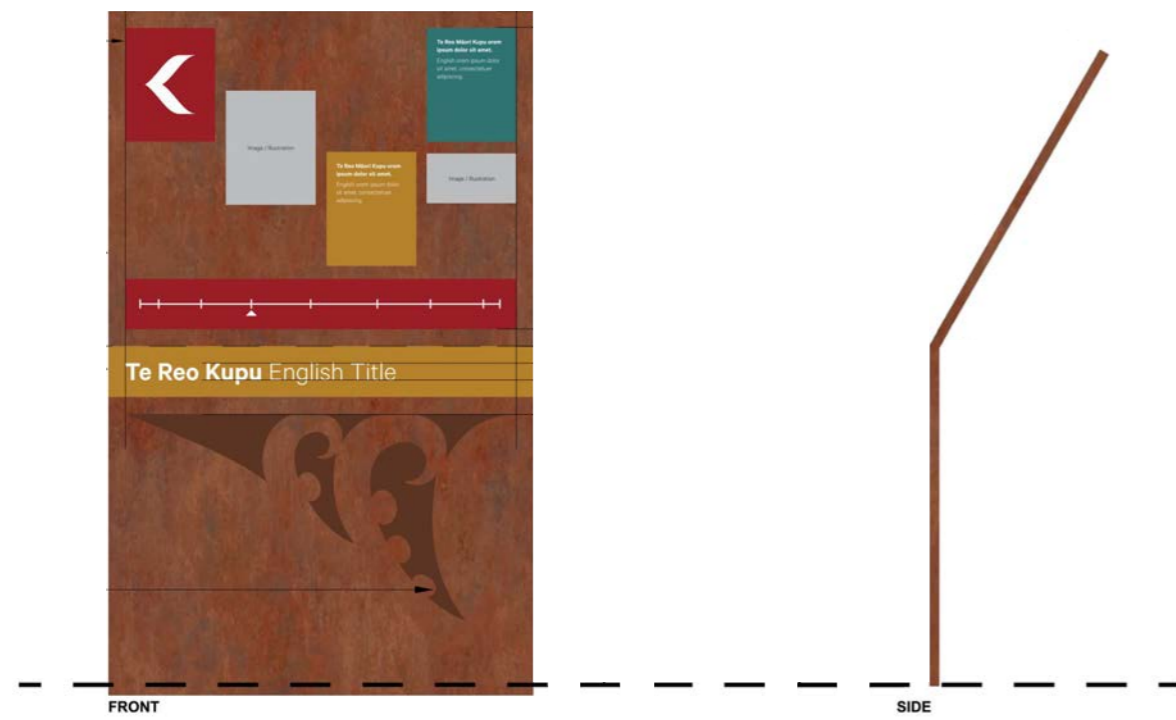 Te Reo Māori Kupu orem
ipsum dolor sit amet.
English orem ipsum dolor
sit amet, consectetuer
adipiscing.
Image / Illustration
Te Reo Māori Kupu orem
ipsum dolor sit amet.
English orem ipsum dolor
sit amet, consectetuer
adipiscing.
Image / Illustration
Te Reo Kupu English Title
FRONT
SIDE